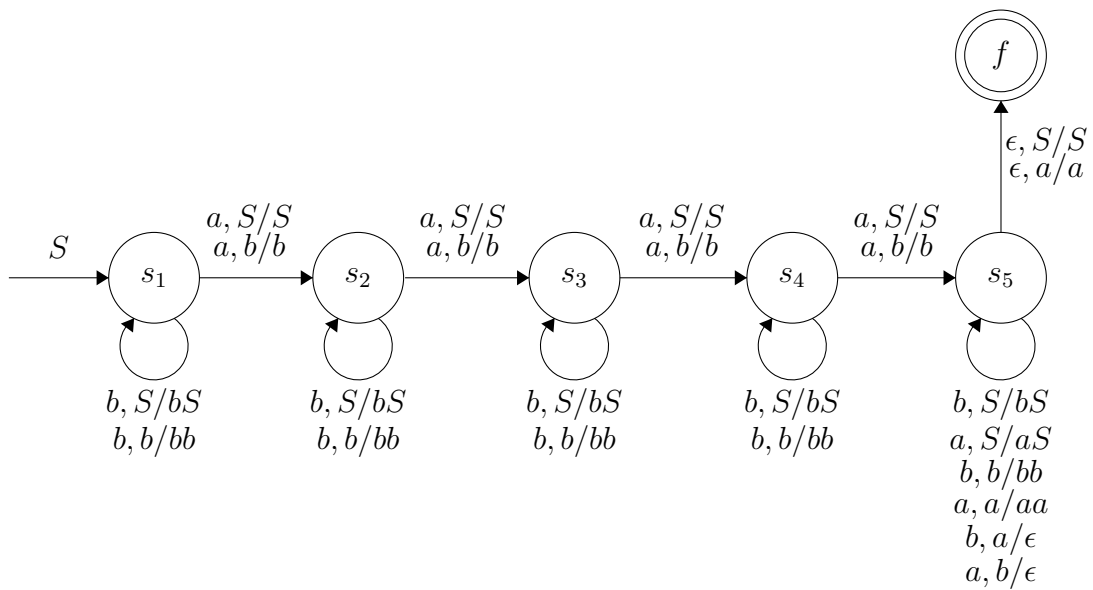 f
ϵ, S/S
ϵ, a/a
S
a, S/S
a, b/b
a, S/S
a, b/b
a, S/S
a, b/b
a, S/S
a, b/b
s₁
s₂
s₃
s₄
s₅
b, S/bS
b, b/bb
b, S/bS
b, b/bb
b, S/bS
b, b/bb
b, S/bS
b, b/bb
b, S/bS
a, S/aS
b, b/bb
a, a/aa
b, a/ϵ
a, b/ϵ